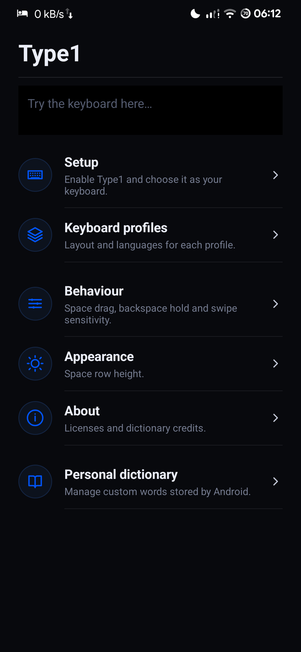 0 kB/s
06:12
Type1
Try the keyboard here...
Setup
Enable Type1 and choose it as your
keyboard.
Keyboard profiles
Layout and languages for each profile.
Behaviour
Space drag, backspace hold and swipe
sensitivity.
Appearance
Space row height.
About
Licenses and dictionary credits.
Personal dictionary
Manage custom words stored by Android.